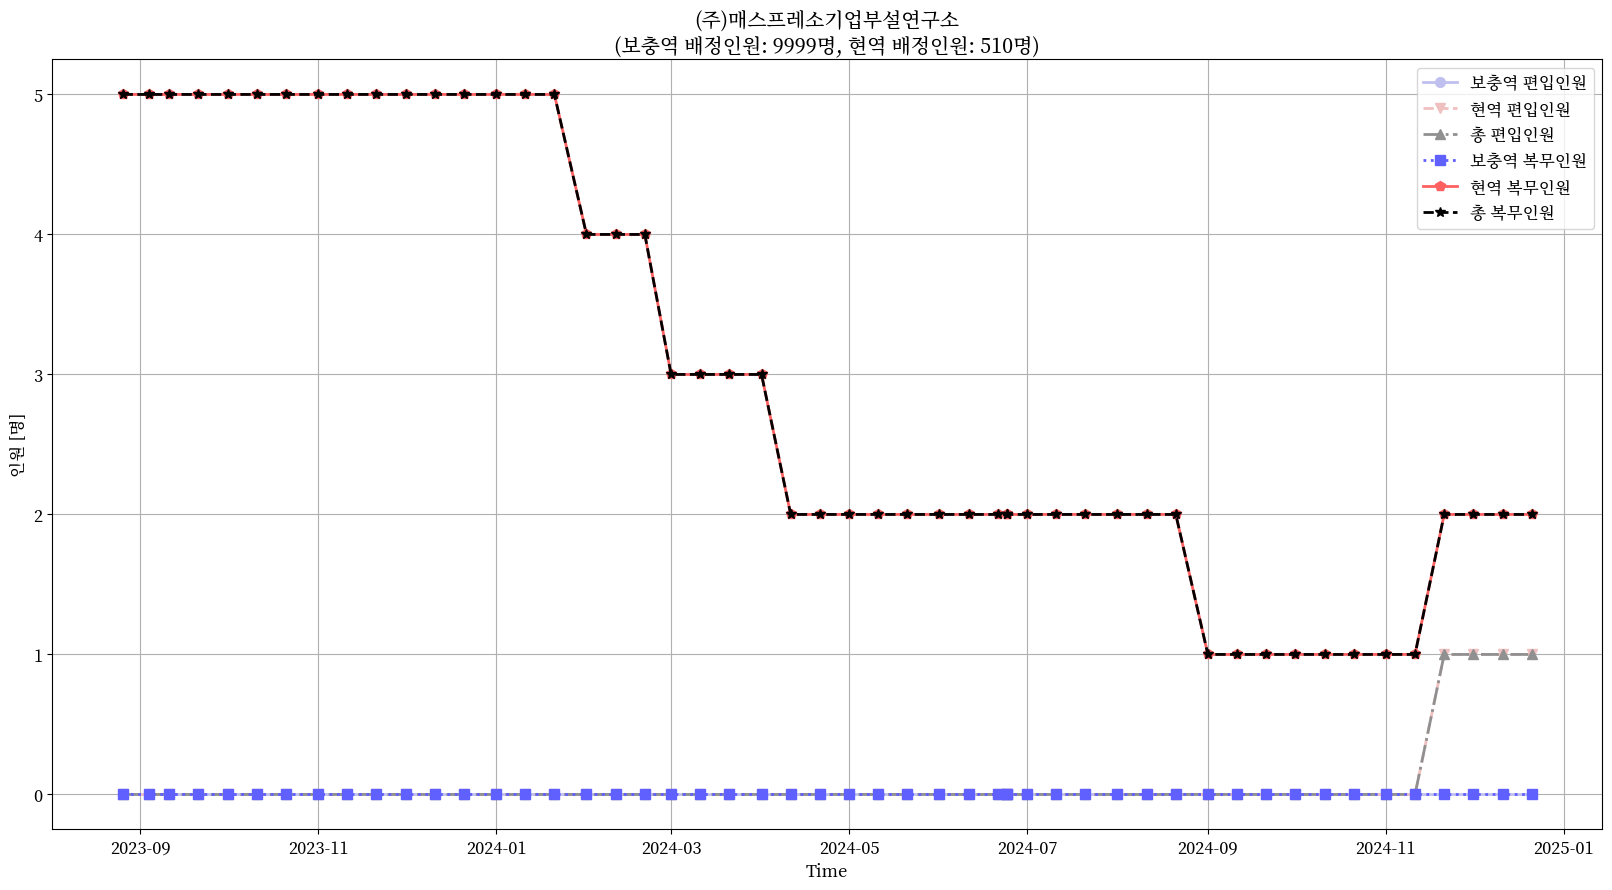 (주)매스프레소기업부설연구소
(보충역 배정인원: 9999명, 현역 배정인원: 510명)
보충역 편입인원
현역 편입인원
총 편입인원
보충역 복무인원
현역 복무인원
총 복무인원
인원 [명]
5
4
3
2
1
0
2023-09 2023-11 2024-01 2024-03 2024-05 2024-07 2024-09 2024-11 2025-01
Time